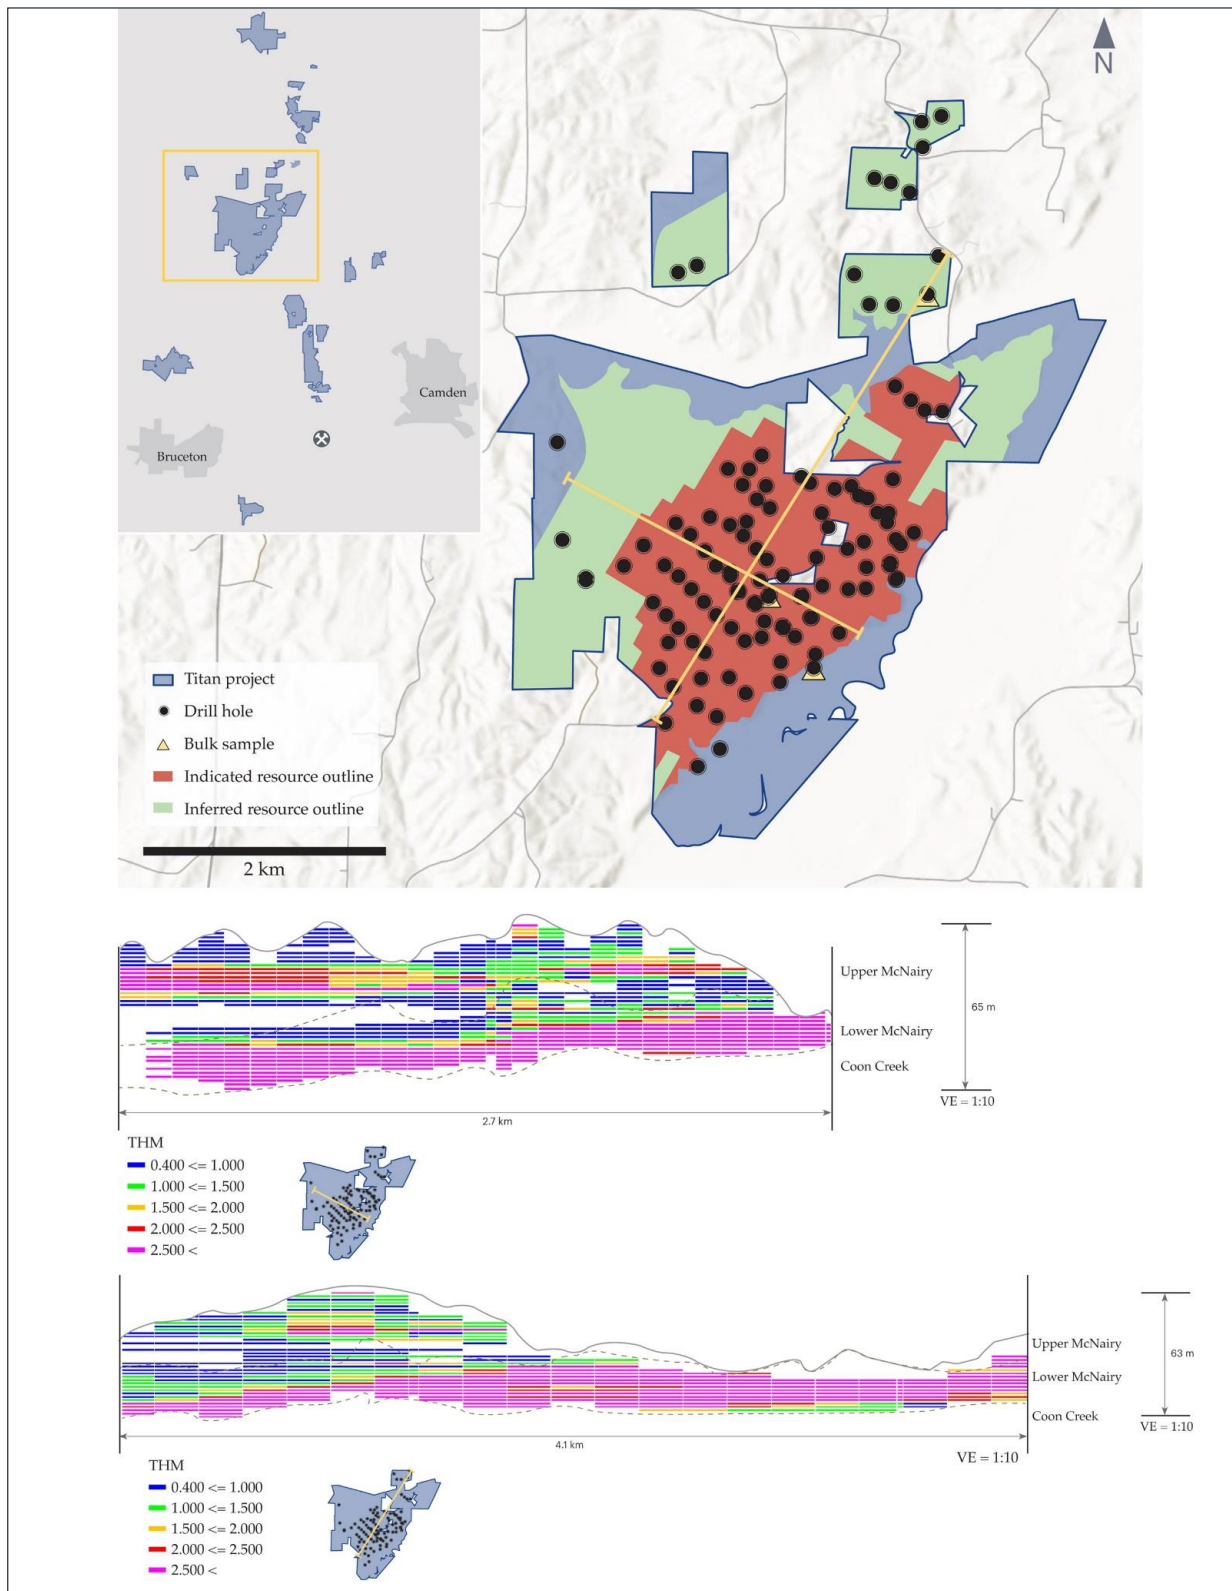 N
Camden
Bruceton
Titan project
Drill hole
Bulk sample
Indicated resource outline
Inferred resource outline
2 km
Upper McNairy
Lower McNairy
Coon Creek
65 m
VE = 1:10
2.7 km
THM
0.400 <= 1.000
1.000 <= 1.500
1.500 <= 2.000
2.000 <= 2.500
2.500 <
Upper McNairy
Lower McNairy
Coon Creek
63 m
VE = 1:10
4.1 km
VE = 1:10
THM
0.400 <= 1.000
1.000 <= 1.500
1.500 <= 2.000
2.000 <= 2.500
2.500 <